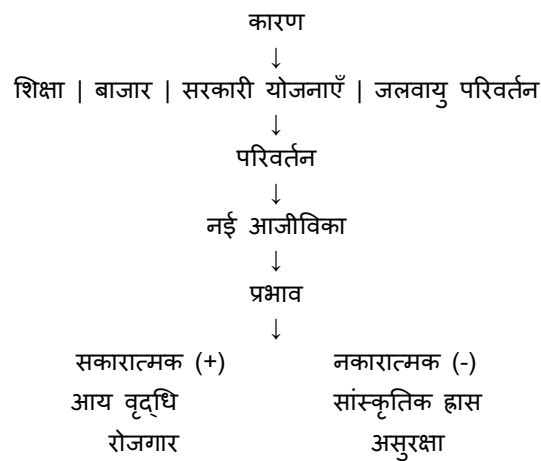 कारण
↓
शिक्षा | बाजार | सरकारी योजनाएँ | जलवायु परिवर्तन
↓
परिवर्तन
↓
नई आजीविका
↓
प्रभाव
↓
सकारात्मक (+) नकारात्मक (-)
आय वृद्धि सांस्कृतिक ह्रास
रोजगार असुरक्षा